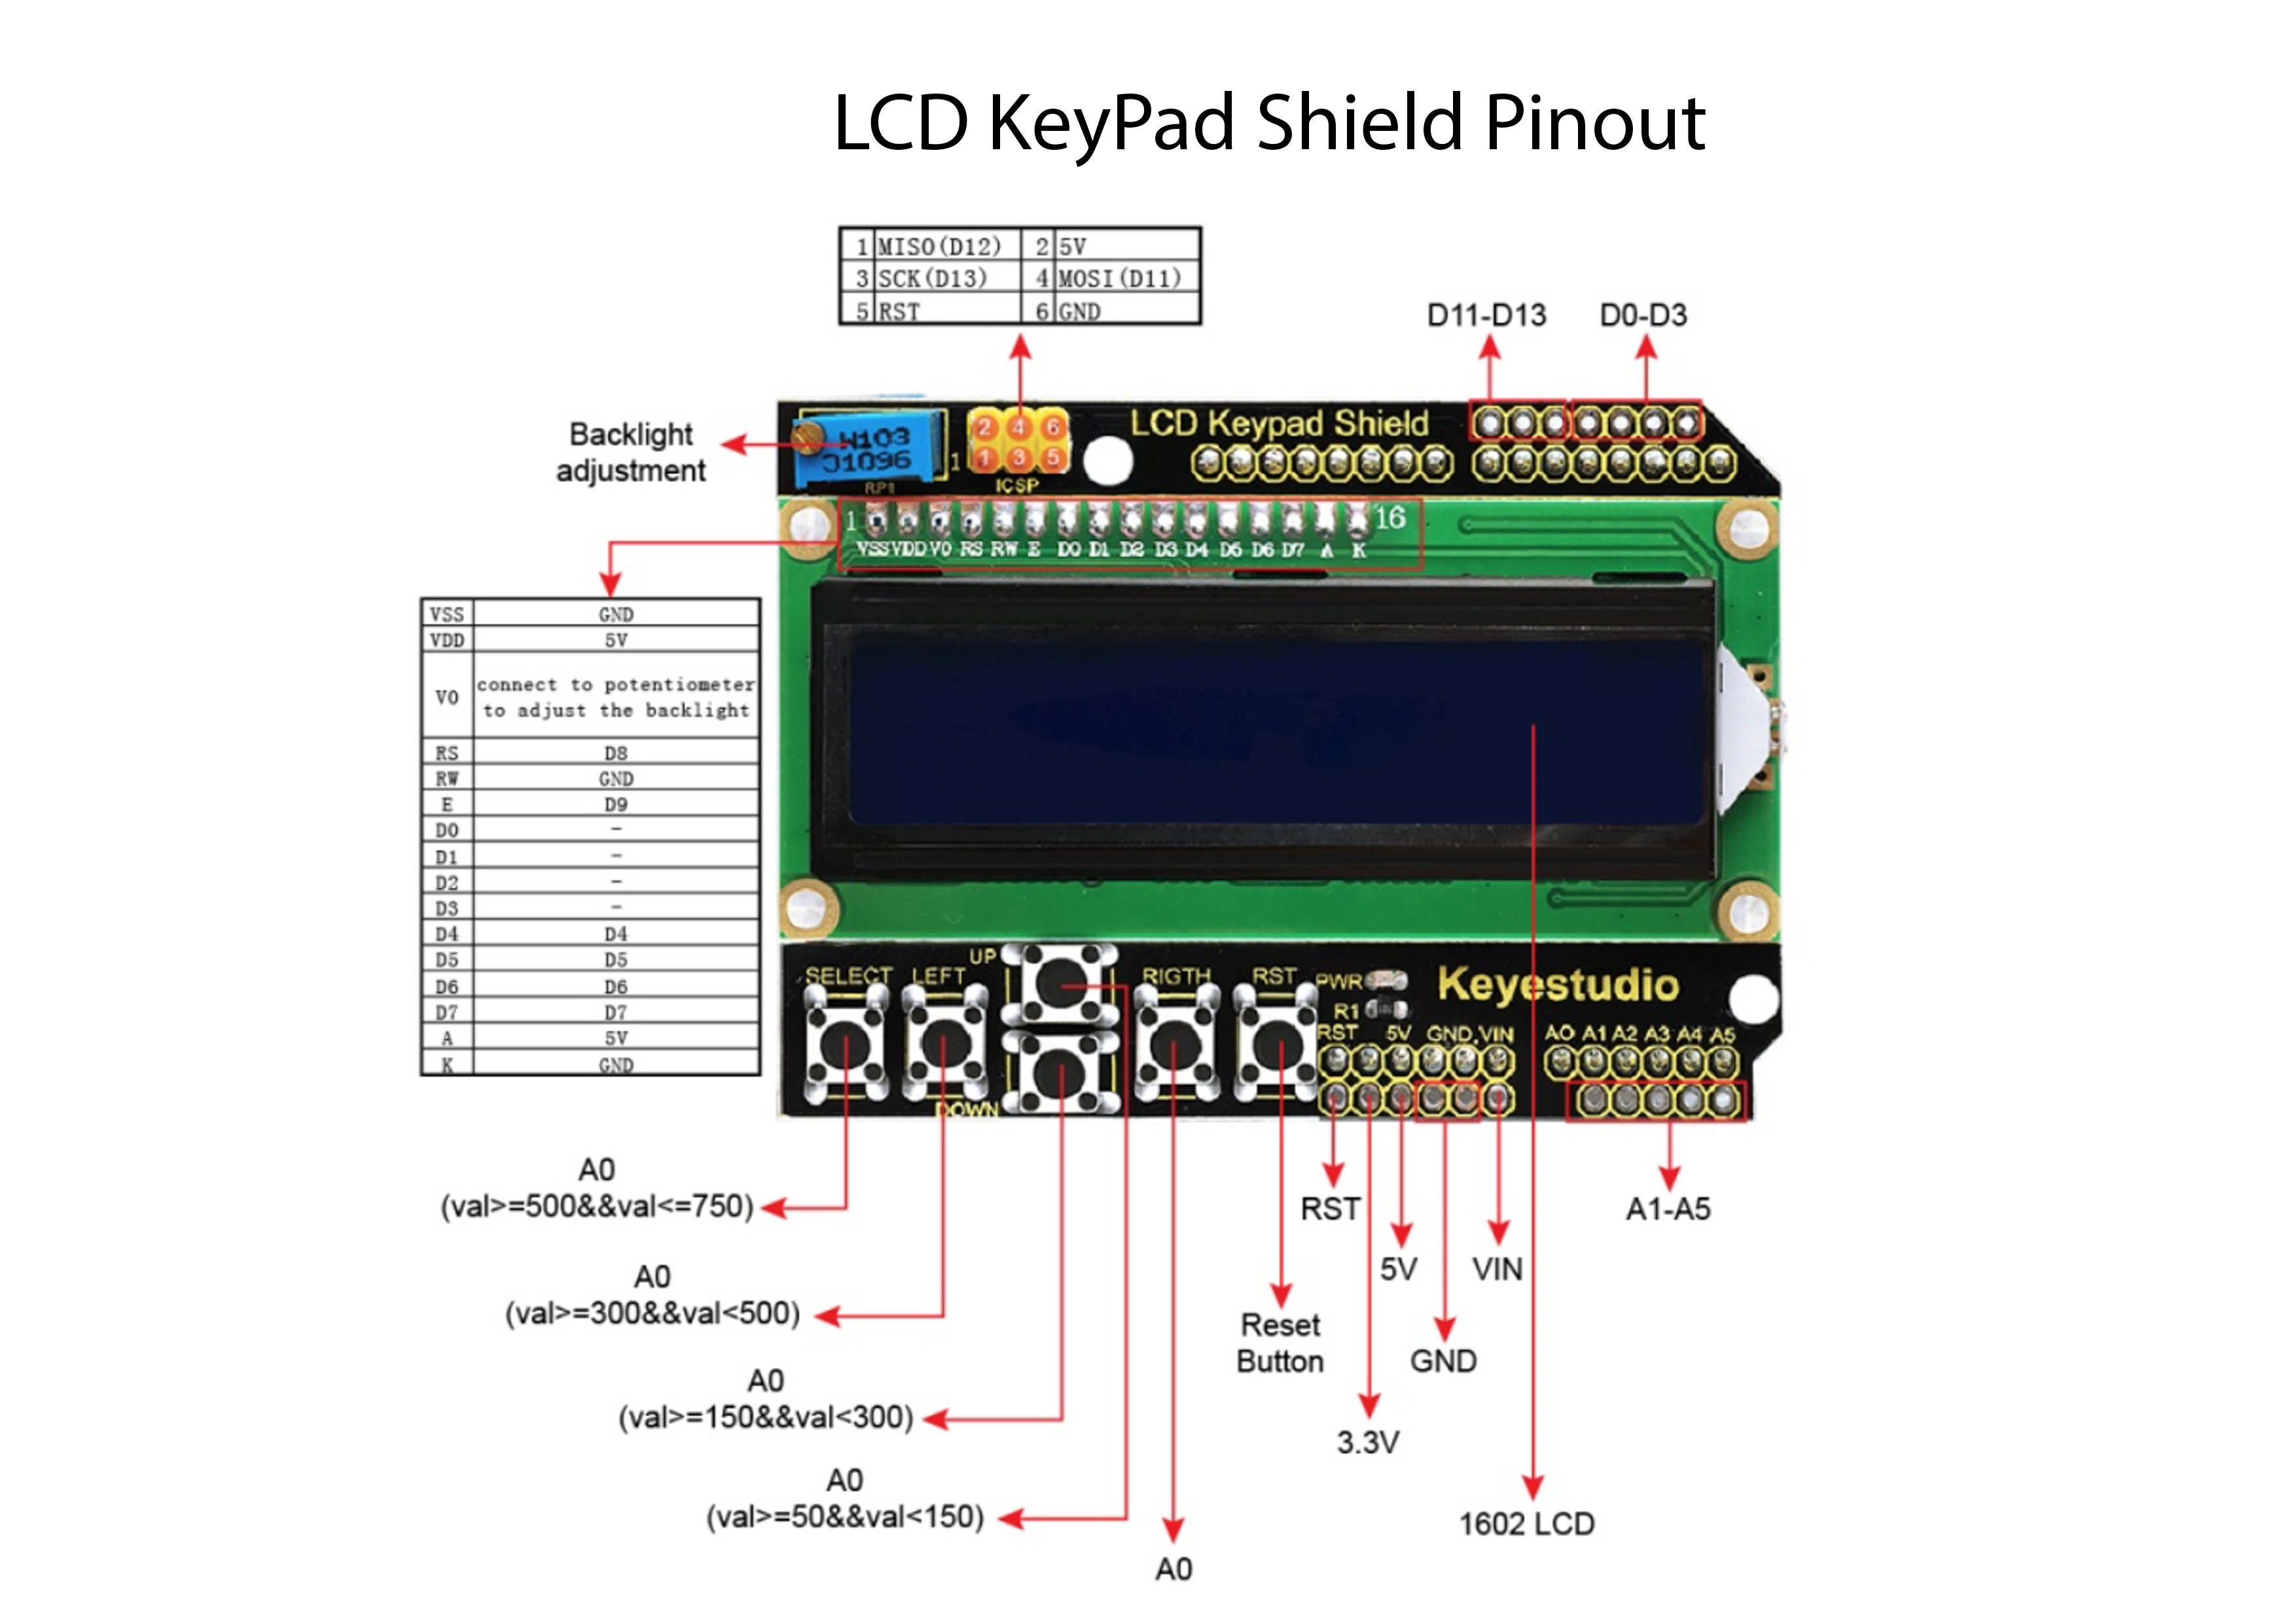 LCD KeyPad Shield Pinout
1 MISO(D12) 2 5V
3 SCK(D13) 4 MOSI(D11)
5 RST 6 GND
D11-D13 D0-D3
Backlight
adjustment
W103
J1096
RP1
2 4 6
1 1 3 5
ICSP
LCD Keypad Shield
1 16
VSS VDD V0 RS RW E D0 D1 D2 D3 D4 D5 D6 D7 A K
VSS GND
VDD 5V
V0 connect to potentiometer
to adjust the backlight
RS D8
RW GND
E D9
D0 -
D1 -
D2 -
D3 -
D4 D4
D5 D5
D6 D6
D7 D7
A 5V
K GND
SELECT LEFT UP RIGTH RST PWR
Keyestudio
R1
RST 5V GND VIN A0 A1 A2 A3 A4 A5
DOWN
A0
(val>=500&&val<=750)
A0
(val>=300&&val<500)
A0
(val>=150&&val<300)
A0
(val>=50&&val<150)
A0
Reset
Button
RST
3.3V
5V
GND
VIN
1602 LCD
A1-A5